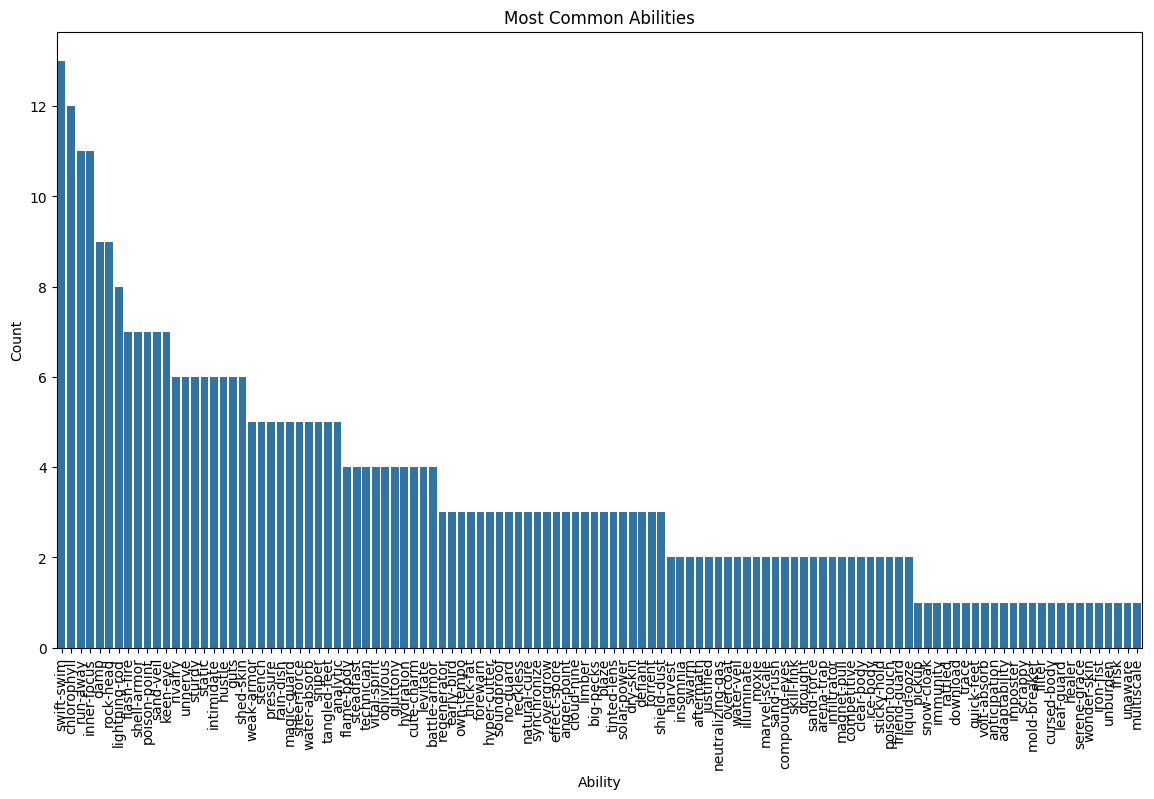 Most Common Abilities
Count
12
10
8
6
4
2
0
swift-swim
chlorophyll
run-away
inner-focus
damp
rock-head
lightning-rod
flash-fire
shell-armor
poison-point
sand-veil
keen-eye
rivalry
unnerve
sturdy
static
intimidate
hustle
guts
shed-skin
weak-armor
stench
pressure
rain-dish
magic-guard
sheer-force
water-absorb
sniper
tangled-feet
analytic
flame-body
steadfast
technician
vital-spirit
oblivious
gluttony
hydration
cute-charm
levitate
battle-armor
regenerator
early-bird
own-tempo
thick-fat
forewarn
hyper-cutter
soundproof
no-guard
reckless
natural-cure
synchronize
overgrow
effect-spore
anger-point
cloud-nine
limber
big-pecks
blaze
tinted-lens
solar-power
dry-skin
defiant
torrent
shield-dust
harvest
insomnia
swarm
aftermath
justified
neutralizing-gas
overcoat
water-veil
illuminate
moxie
marvel-scale
sand-rush
compound-eyes
skill-link
drought
sand-force
arena-trap
infiltrator
magnet-pull
competitive
clear-body
ice-body
sticky-hold
poison-touch
friend-guard
liquid-ooze
pickup
snow-cloak
immunity
rattled
download
trace
quick-feet
volt-absorb
anticipation
adaptability
imposter
scrappy
mold-breaker
filter
cursed-body
leaf-guard
healer
serene-grace
wonder-skin
iron-fist
unburden
frisk
unaware
multiscale
Ability